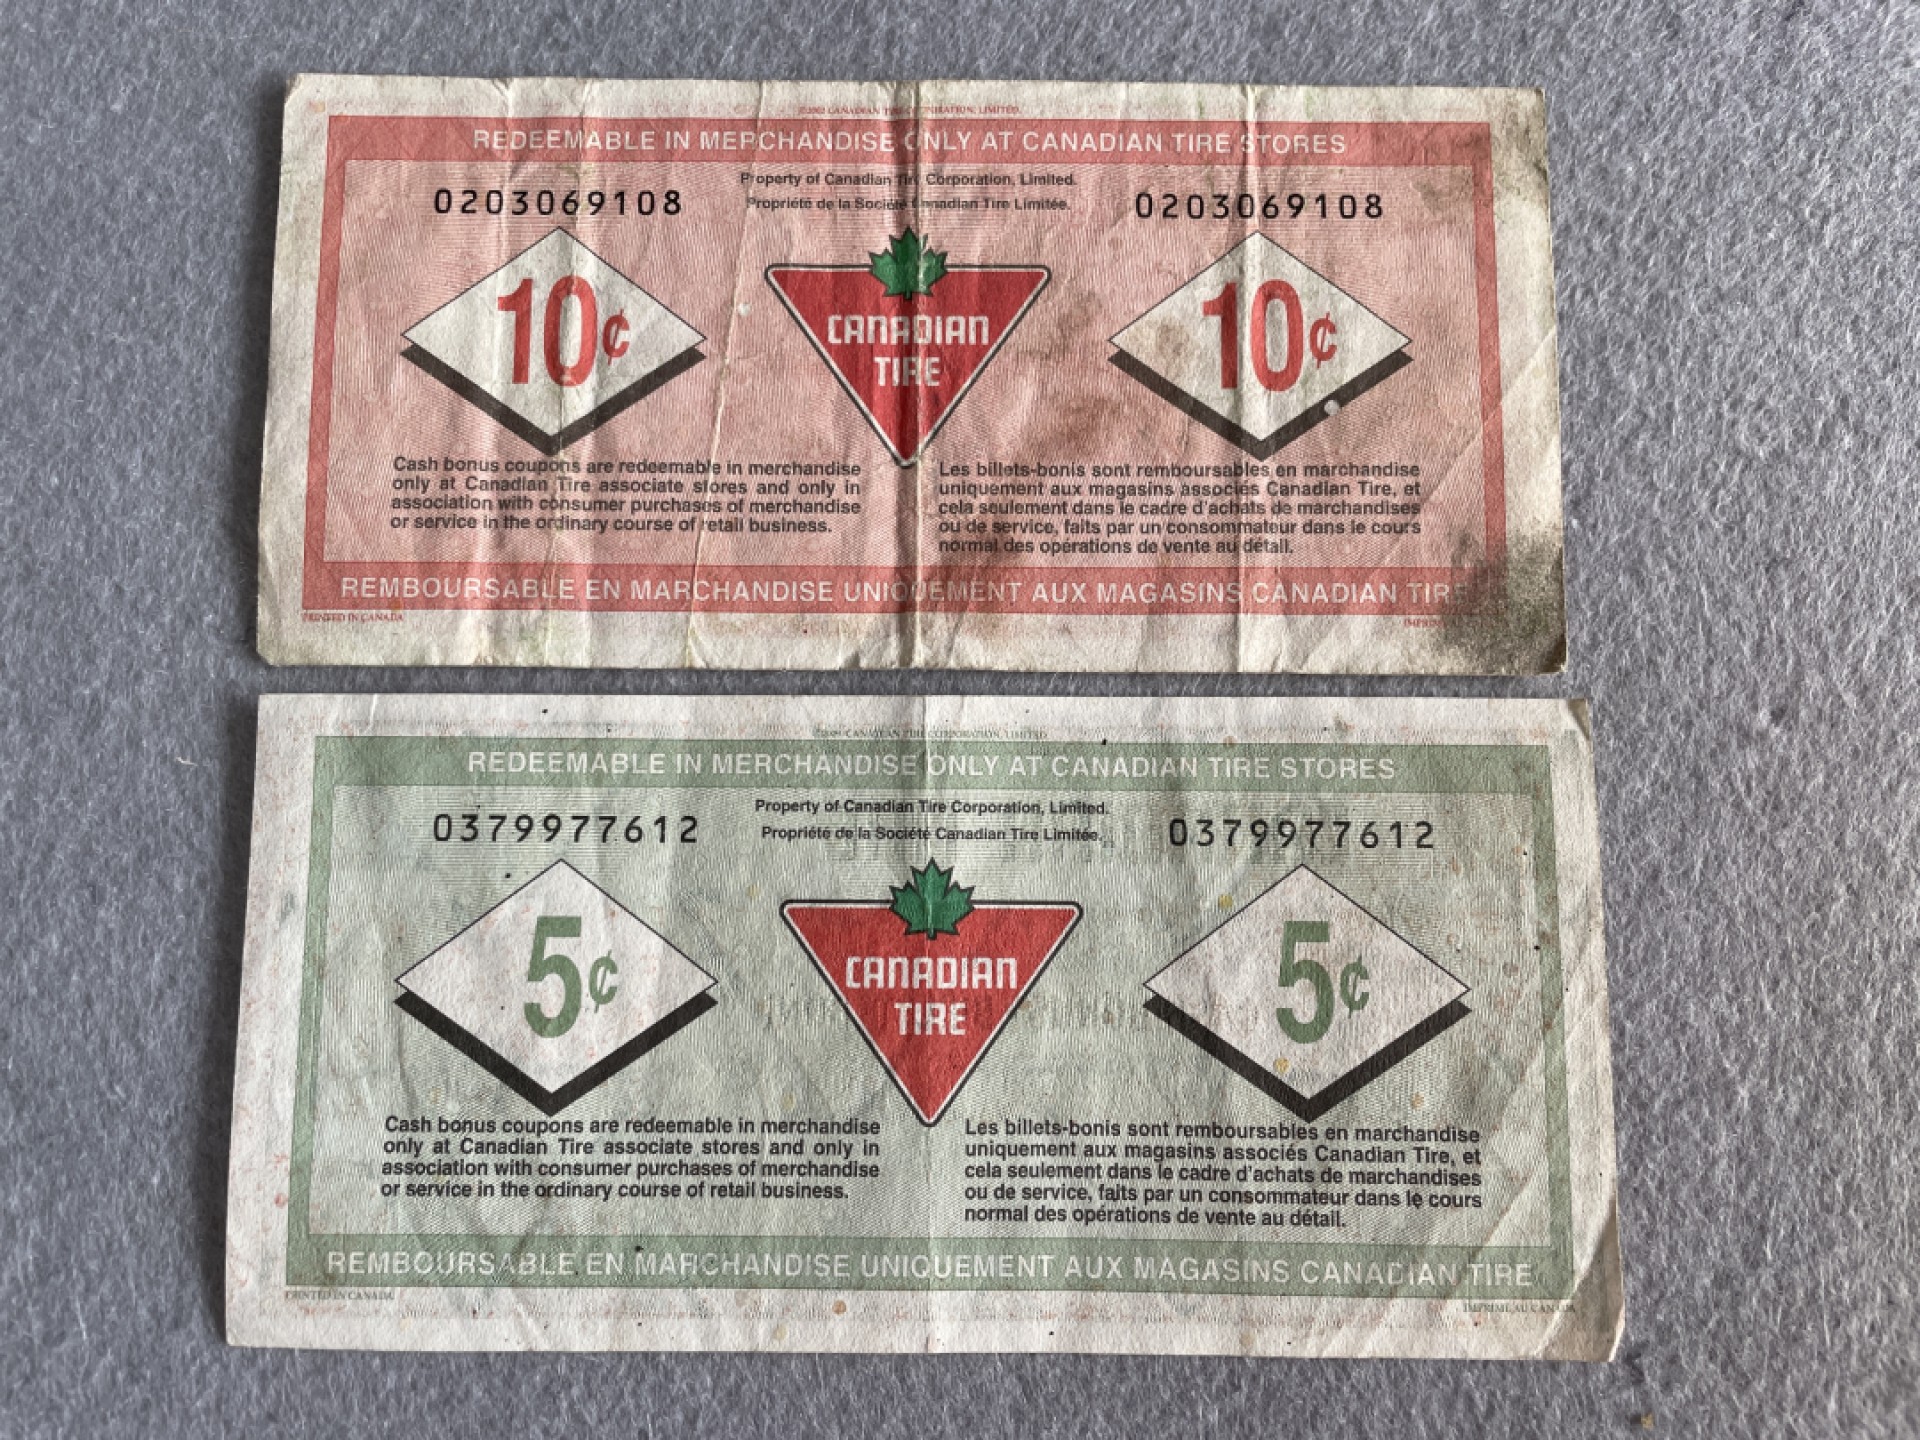 ©2002 CANADIAN TIRE CORPORATION, LIMITED.
REDEEMABLE IN MERCHANDISE ONLY AT CANADIAN TIRE STORES
Property of Canadian Tire Corporation, Limited.
Propriété de la Société Canadian Tire Limitée.
0203069108 0203069108
10¢ CANADIAN TIRE 10¢
Cash bonus coupons are redeemable in merchandise
only at Canadian Tire associate stores and only in
association with consumer purchases of merchandise
or service in the ordinary course of retail business.
Les billets-bonis sont remboursables en marchandise
uniquement aux magasins associés Canadian Tire, et
cela seulement dans le cadre d'achats de marchandises
ou de service, faits par un consommateur dans le cours
normal des opérations de vente au détail.
REMBOURSABLE EN MARCHANDISE UNIQUEMENT AUX MAGASINS CANADIAN TIRE
PRINTED IN CANADA
CANADIAN TIRE CORPORATION, LIMITED.
REDEEMABLE IN MERCHANDISE ONLY AT CANADIAN TIRE STORES
Property of Canadian Tire Corporation, Limited.
Propriété de la Société Canadian Tire Limitée.
0379977612 0379977612
5¢ CANADIAN TIRE 5¢
Cash bonus coupons are redeemable in merchandise
only at Canadian Tire associate stores and only in
association with consumer purchases of merchandise
or service in the ordinary course of retail business.
Les billets-bonis sont remboursables en marchandise
uniquement aux magasins associés Canadian Tire, et
cela seulement dans le cadre d'achats de marchandises
ou de service, faits par un consommateur dans le cours
normal des opérations de vente au détail.
REMBOURSABLE EN MARCHANDISE UNIQUEMENT AUX MAGASINS CANADIAN TIRE
PRINTED IN CANADA IMPRIMÉ AU CANADA